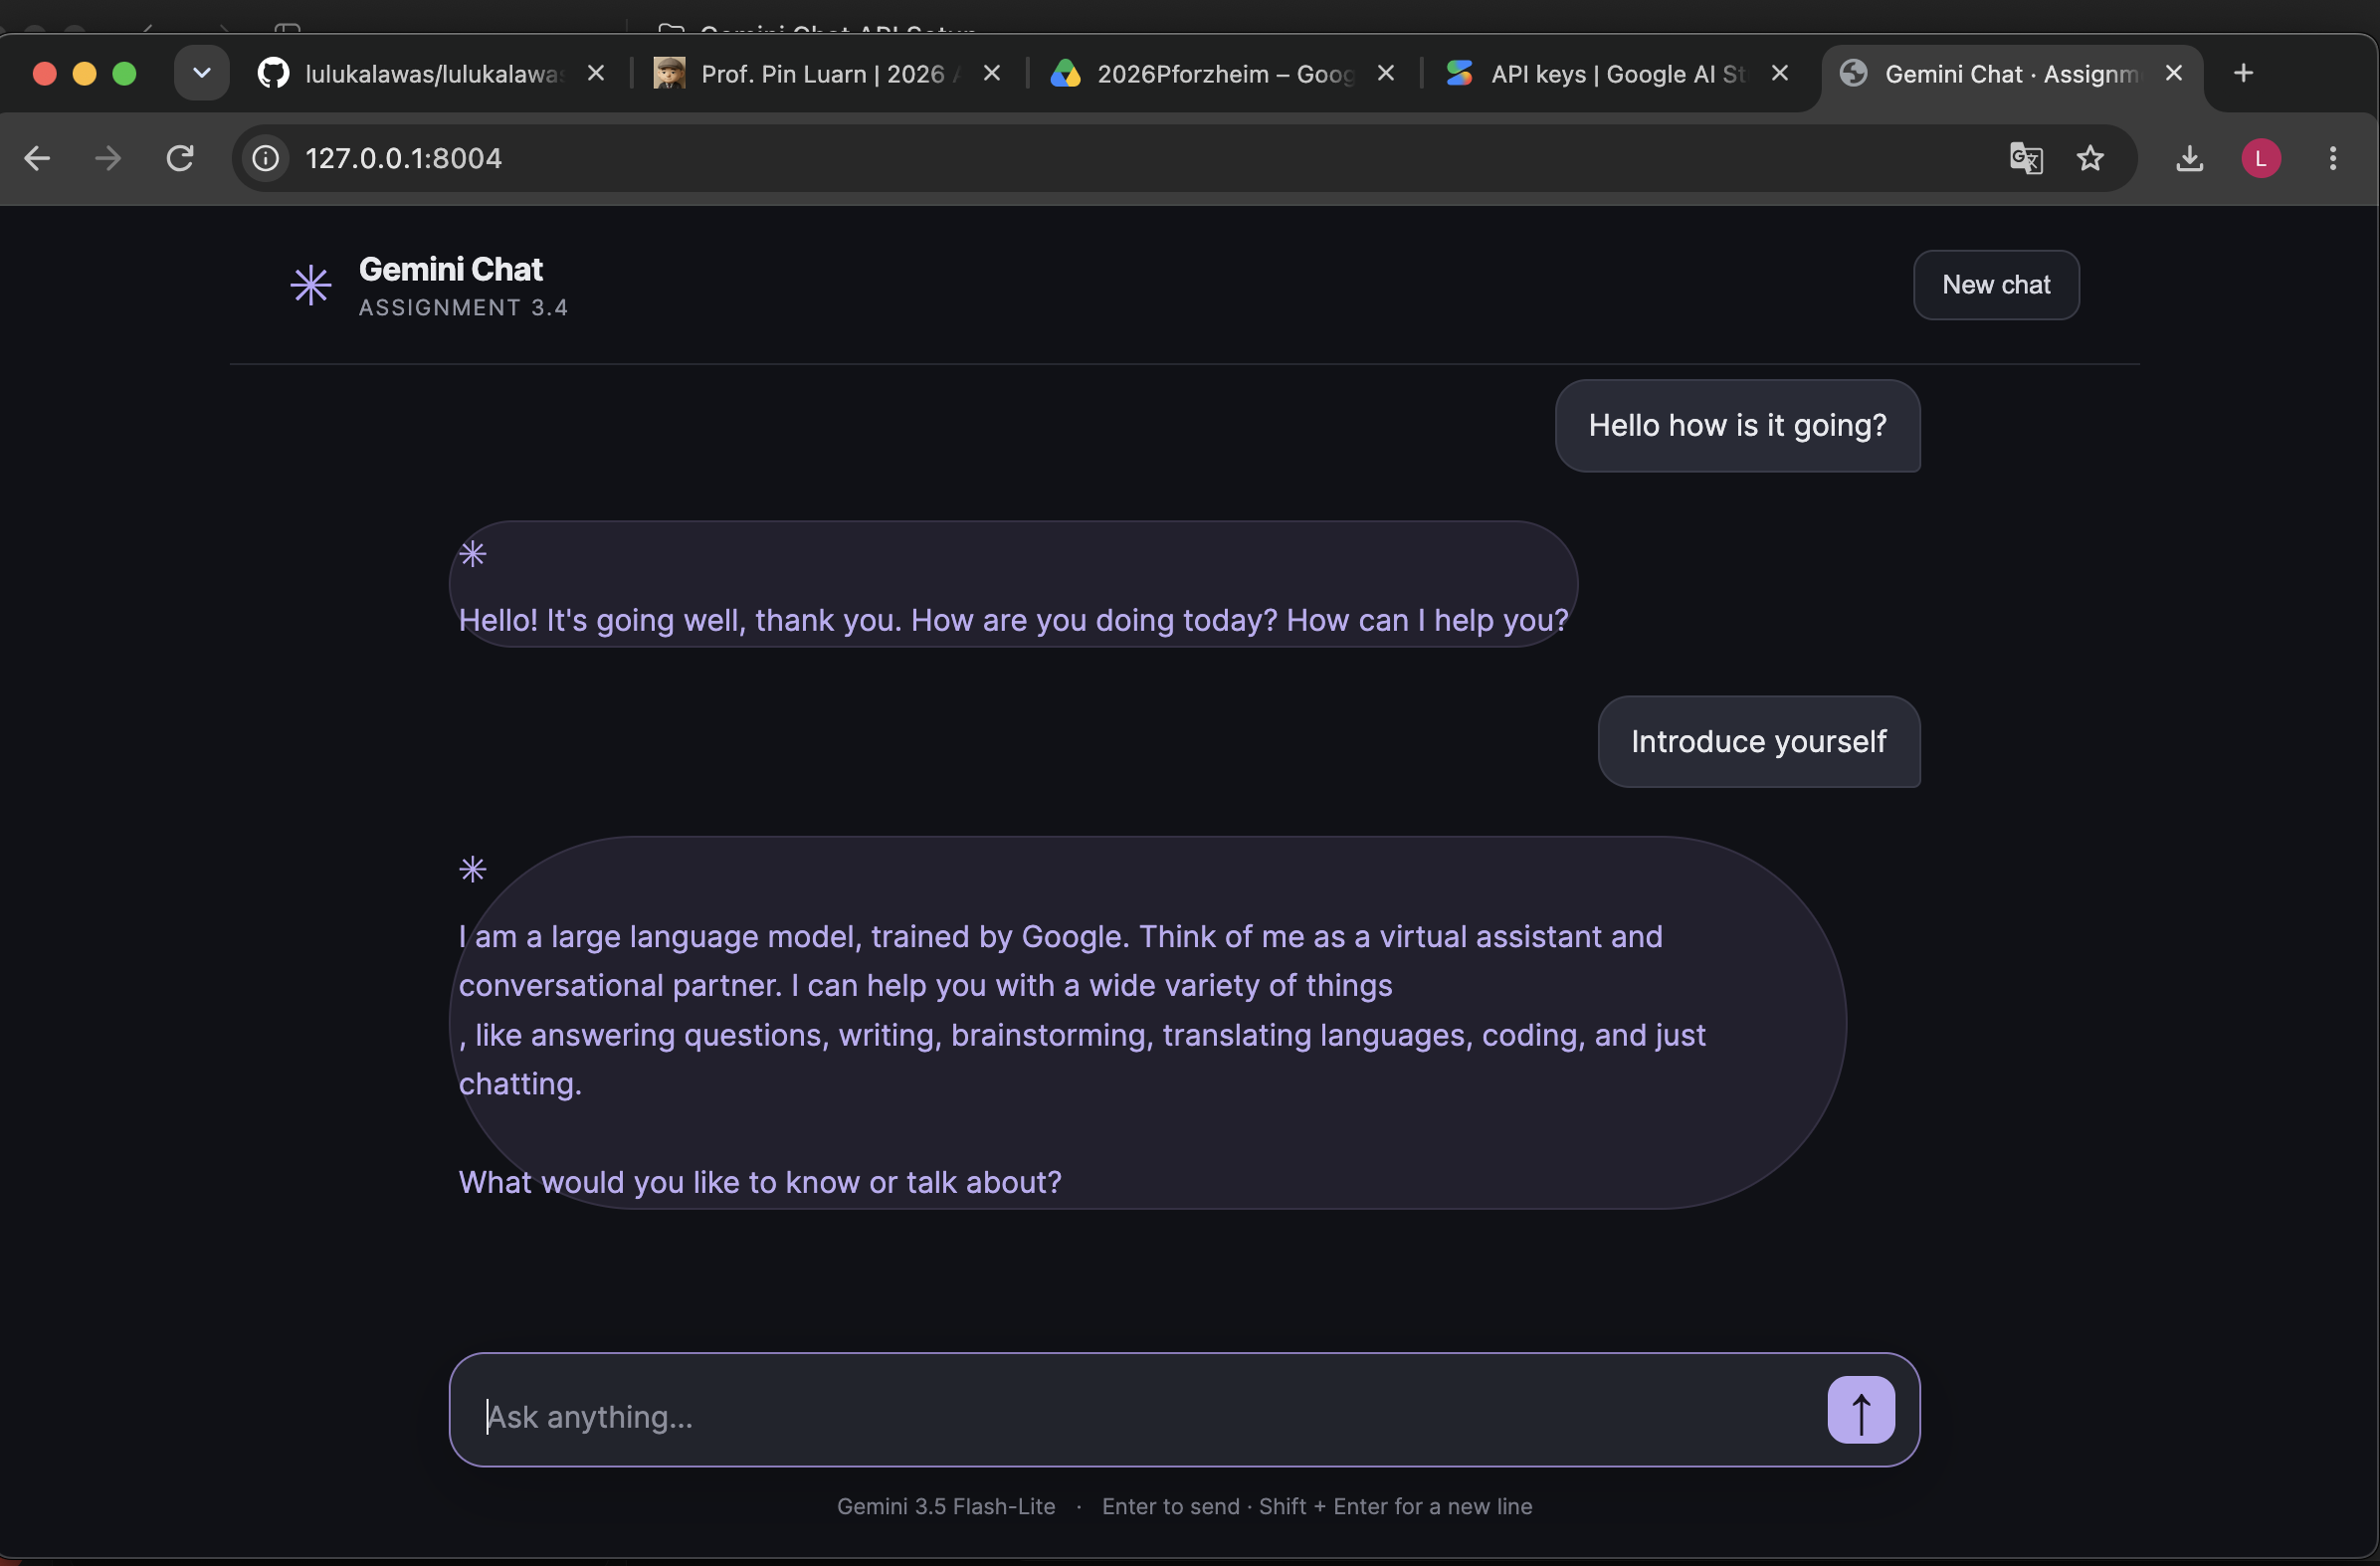 lulukalawas/lulukalawas
Prof. Pin Luarn | 2026
2026Pforzheim – Goog
API keys | Google AI St
Gemini Chat · Assignm
127.0.0.1:8004
L
Gemini Chat
ASSIGNMENT 3.4
New chat
Hello how is it going?
Hello! It's going well, thank you. How are you doing today? How can I help you?
Introduce yourself
I am a large language model, trained by Google. Think of me as a virtual assistant and
conversational partner. I can help you with a wide variety of things
, like answering questions, writing, brainstorming, translating languages, coding, and just
chatting.
What would you like to know or talk about?
Ask anything...
Gemini 3.5 Flash-Lite · Enter to send · Shift + Enter for a new line